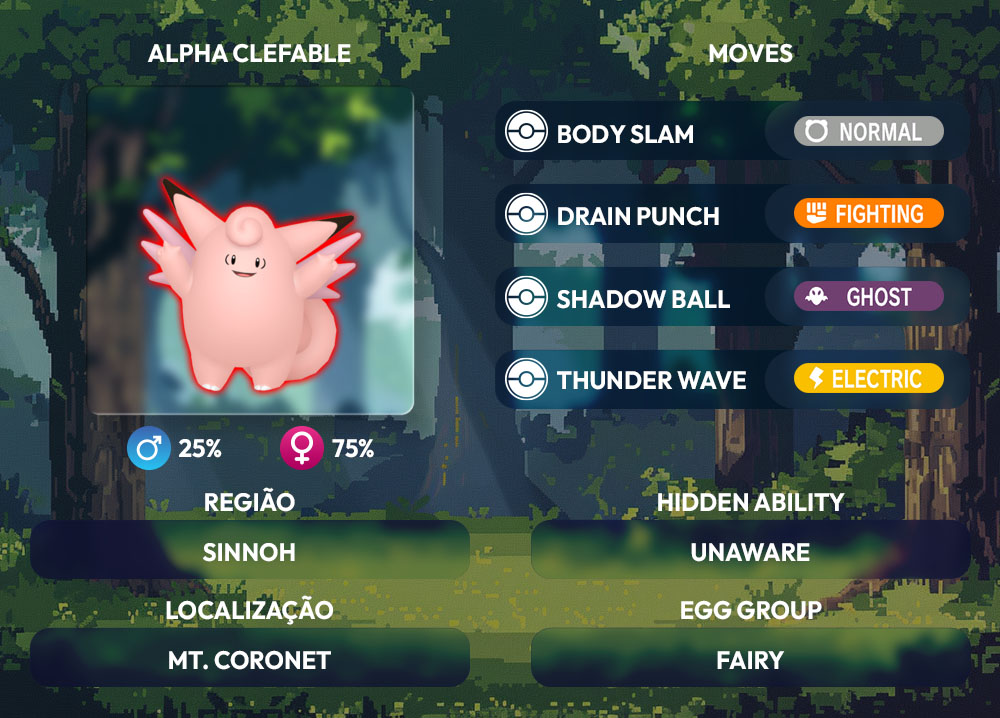 ALPHA CLEFABLE
25%
75%
REGIÃO
SINNOH
LOCALIZAÇÃO
MT. CORONET
MOVES
BODY SLAM
NORMAL
DRAIN PUNCH
FIGHTING
SHADOW BALL
GHOST
THUNDER WAVE
ELECTRIC
HIDDEN ABILITY
UNAWARE
EGG GROUP
FAIRY